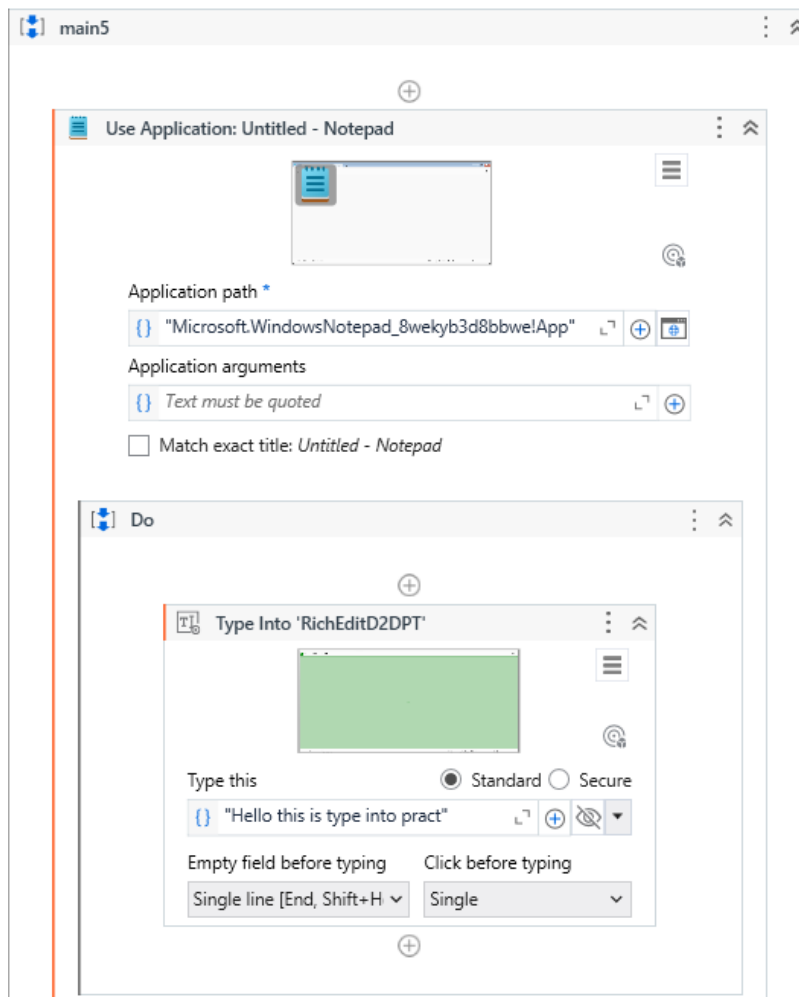 main5
Use Application: Untitled - Notepad
Application path *
{} "Microsoft.WindowsNotepad_8wekyb3d8bbwe!App"
Application arguments
{} Text must be quoted
Match exact title: Untitled - Notepad
Do
Type Into 'RichEditD2DPT'
Type this Standard Secure
{} "Hello this is type into pract"
Empty field before typing Click before typing
Single line [End, Shift+H Single